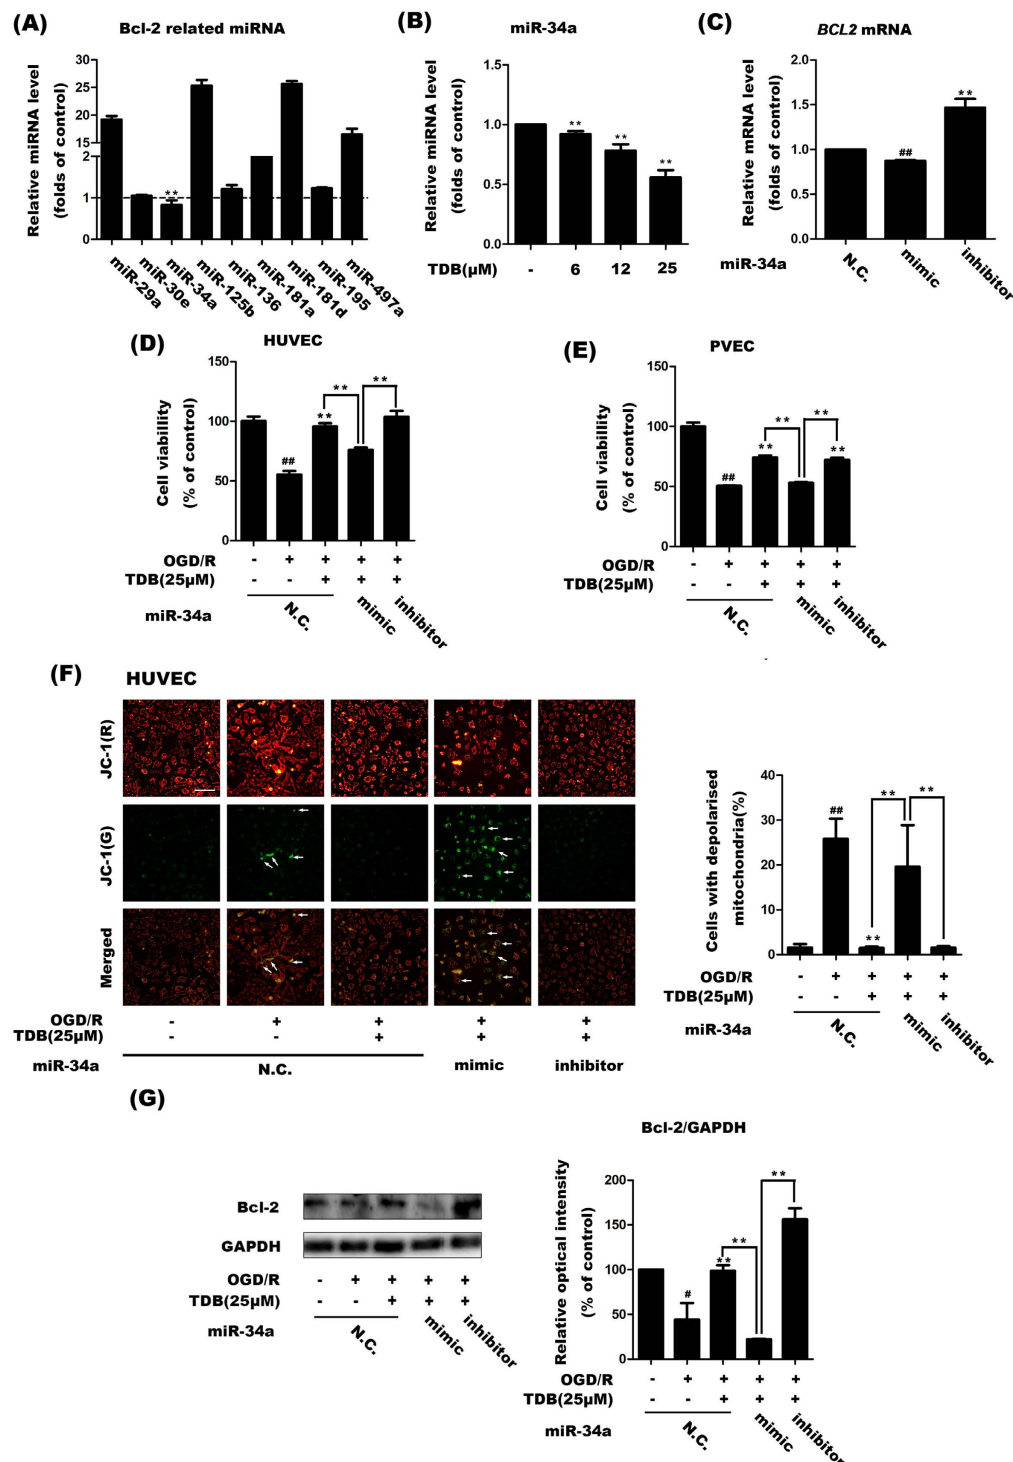 (A)
Bcl-2 related miRNA
Relative miRNA level
(folds of control)
30
25
20
15
2
1
0
**
miR-29a
miR-30e
miR-34a
miR-125b
miR-136
miR-181a
miR-181d
miR-195
miR-497a
(B)
miR-34a
Relative miRNA level
(folds of control)
1.5
1.0
0.5
0.0
**
**
**
TDB(μM)
-
6
12
25
(C)
BCL2 mRNA
Relative mRNA level
(folds of control)
2.0
1.5
1.0
0.5
0.0
##
**
miR-34a
N.C.
mimic
inhibitor
(D)
HUVEC
Cell viabillity
(% of control)
150
100
50
0
##
**
**
**
OGD/R - + + + +
TDB(25μM) - - + + +
miR-34a
N.C.
mimic
inhibitor
(E)
PVEC
Cell viability
(% of control)
150
100
50
0
##
**
**
**
**
OGD/R - + + + +
TDB(25μM) - - + + +
N.C.
mimic
inhibitor
(F)
HUVEC
JC-1(R)
JC-1(G)
Merged
OGD/R - + + + +
TDB(25μM) - - + + +
miR-34a
N.C.
mimic
inhibitor
Cells with depolarised
mitochondria(%)
40
30
20
10
0
##
**
**
**
OGD/R - + + + +
TDB(25μM) - - + + +
miR-34a
N.C.
mimic
inhibitor
(G)
Bcl-2
GAPDH
OGD/R - + + + +
TDB(25μM) - - + + +
miR-34a
N.C.
mimic
inhibitor
Bcl-2/GAPDH
Relative optical intensity
(% of control)
200
150
100
50
0
#
**
**
**
OGD/R - + + + +
TDB(25μM) - - + + +
miR-34a
N.C.
mimic
inhibitor